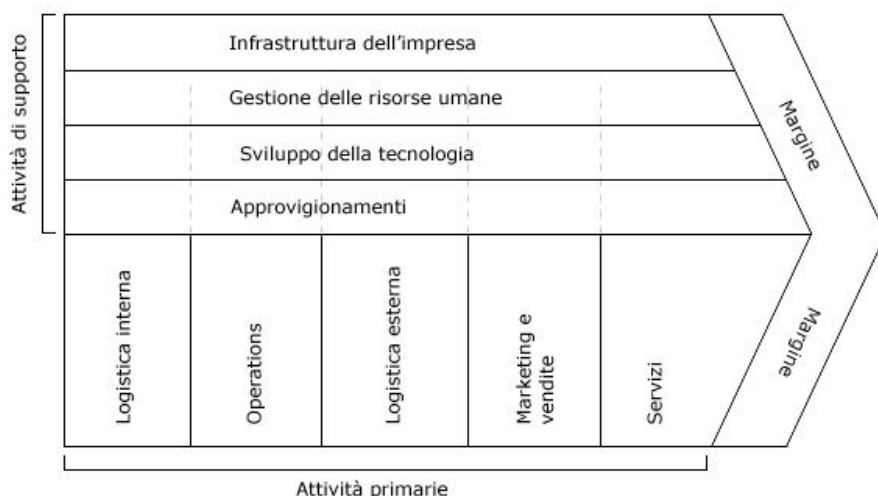 Attività di supporto
Infrastruttura dell'impresa
Gestione delle risorse umane
Sviluppo della tecnologia
Approvigionamenti
Margine
Logistica interna
Operations
Logistica esterna
Marketing e
vendite
Servizi
Margine
Attività primarie